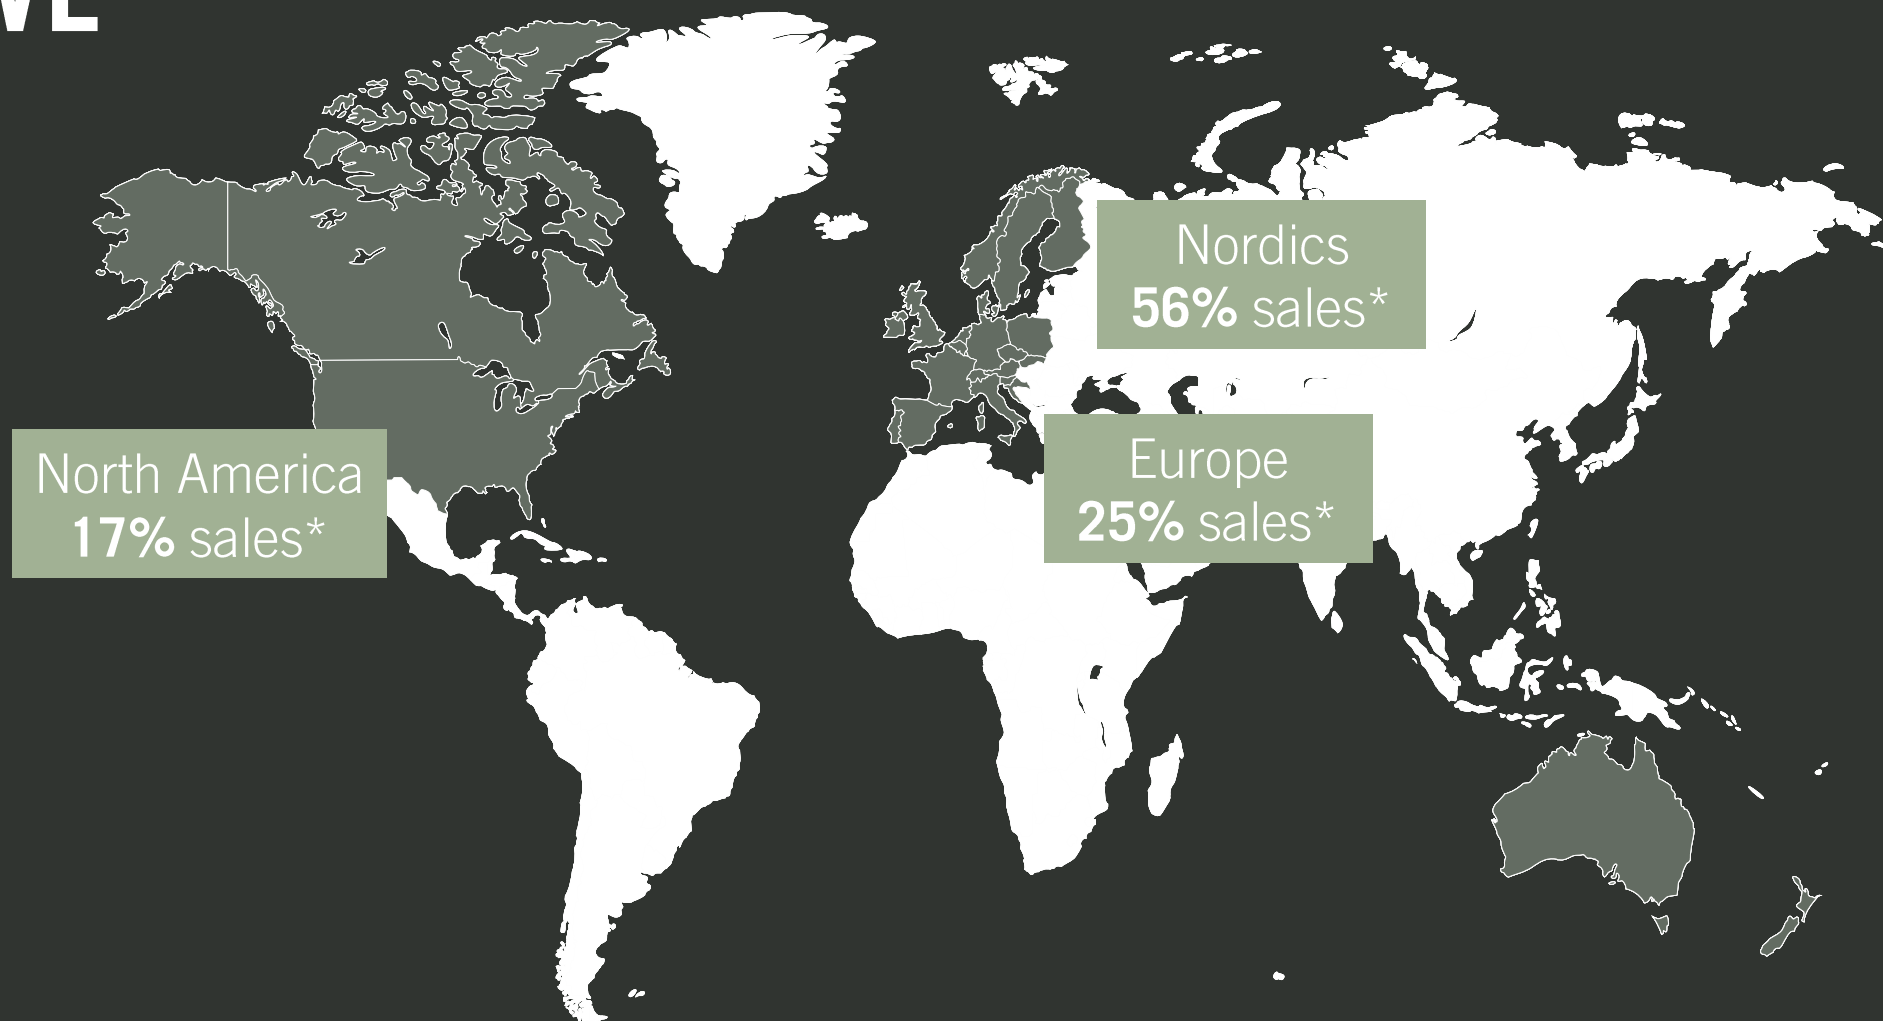 Nordics
56% sales*
Europe
25% sales*
North America
17% sales*